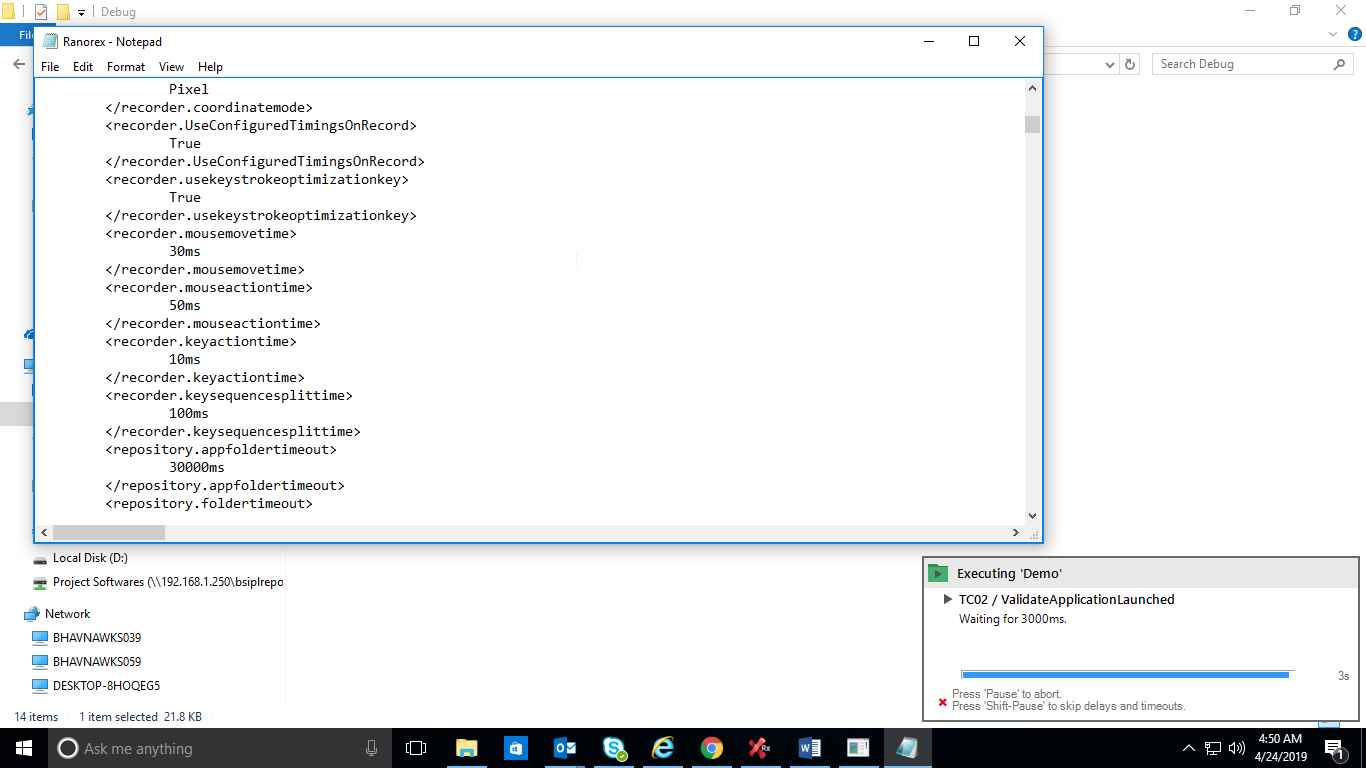 Debug
File
Ranorex - Notepad
File Edit Format View Help
Search Debug
Pixel
</recorder.coordinatemode>
<recorder.UseConfiguredTimingsOnRecord>
True
</recorder.UseConfiguredTimingsOnRecord>
<recorder.usekeystrokeoptimizationkey>
True
</recorder.usekeystrokeoptimizationkey>
<recorder.mousemovetime>
30ms
</recorder.mousemovetime>
<recorder.mouseactiontime>
50ms
</recorder.mouseactiontime>
<recorder.keyactiontime>
10ms
</recorder.keyactiontime>
<recorder.keysequencesplittime>
100ms
</recorder.keysequencesplittime>
<repository.appfoldertimeout>
30000ms
</repository.appfoldertimeout>
<repository.foldertimeout>
Local Disk (D:)
Project Softwares (\\192.168.1.250\bsiplrepo
Network
BHAVNAWKS039
BHAVNAWKS059
DESKTOP-8HOQEG5
14 items 1 item selected 21.8 KB
Executing 'Demo'
TC02 / ValidateApplicationLaunched
Waiting for 3000ms.
3s
Press 'Pause' to abort.
Press 'Shift-Pause' to skip delays and timeouts.
Ask me anything
4:50 AM
4/24/2019
1